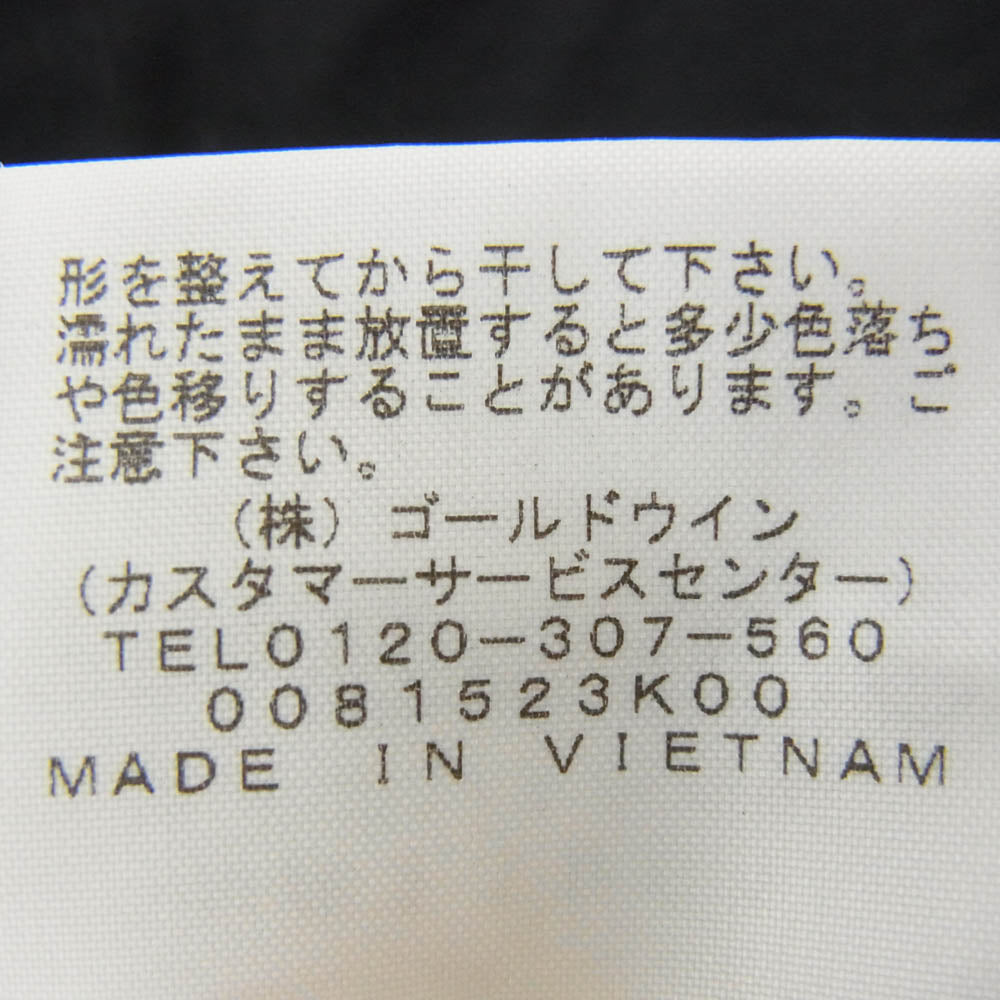 形を整えてから干して下さい。
濡れたまま放置すると多少色落ち
や色移りすることがあります。ご
注意下さい。
(株) ゴールドウイン
(カスタマーサービスセンター)
TEL0120-307-560
0081523K00
MADE IN VIETNAM